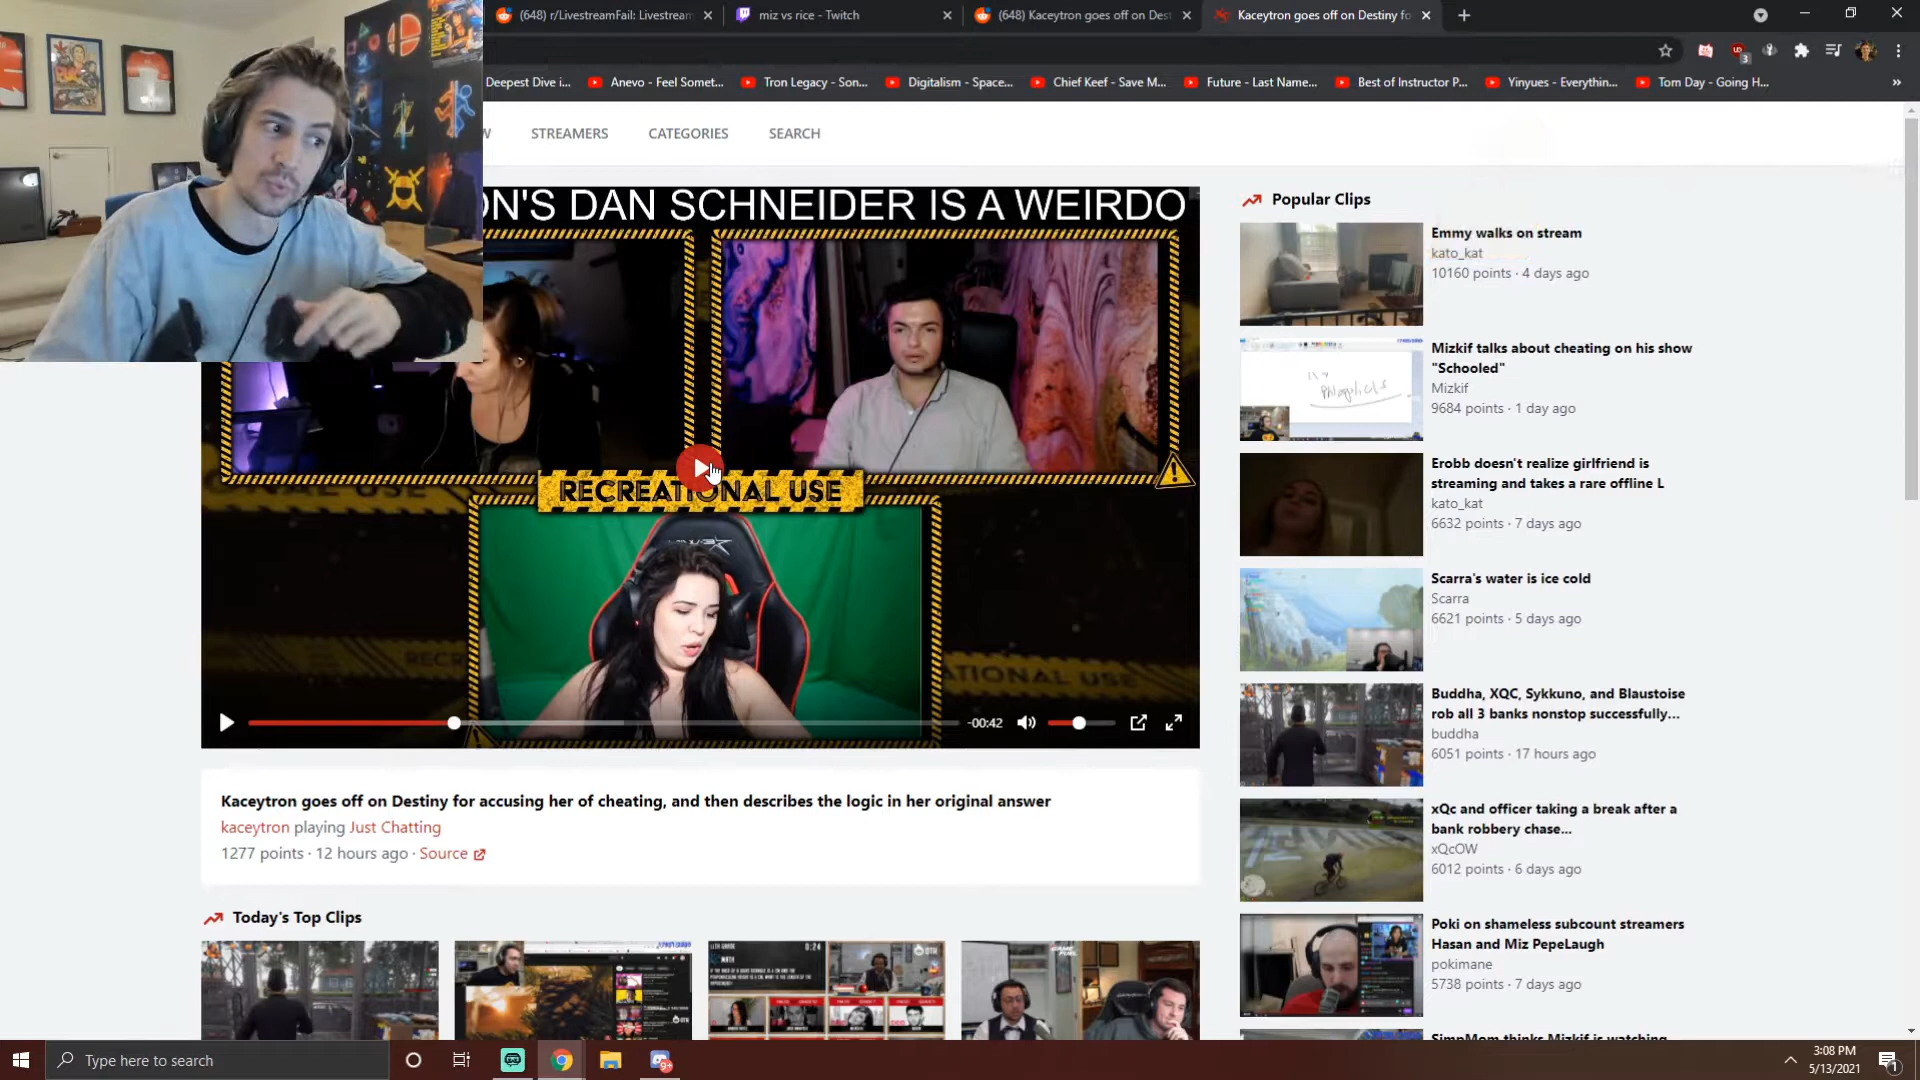 (648) r/LivestreamFail: Livestream
miz vs rice - Twitch
(648) Kaceytron goes off on Dest
Kaceytron goes off on Destiny fo
Deepest Dive i...
Anevo - Feel Somet...
Tron Legacy - Son...
Digitalism - Space...
Chief Keef - Save M...
Future - Last Name...
Best of Instructor P...
Yinyues - Everythin...
Tom Day - Going H...
STREAMERS
CATEGORIES
SEARCH
ON'S DAN SCHNEIDER IS A WEIRDO
RECREATIONAL USE
-00:42
Kaceytron goes off on Destiny for accusing her of cheating, and then describes the logic in her original answer
kaceytron playing Just Chatting
1277 points · 12 hours ago · Source
Today's Top Clips
Popular Clips
Emmy walks on stream
kato_kat
10160 points · 4 days ago
Mizkif talks about cheating on his show
"Schooled"
Mizkif
9684 points · 1 day ago
Erobb doesn't realize girlfriend is
streaming and takes a rare offline L
kato_kat
6632 points · 7 days ago
Scarra's water is ice cold
Scarra
6621 points · 5 days ago
Buddha, XQC, Sykkuno, and Blaustoise
rob all 3 banks nonstop successfully...
buddha
6051 points · 17 hours ago
xQc and officer taking a break after a
bank robbery chase...
xQcOW
6012 points · 6 days ago
Poki on shameless subcount streamers
Hasan and Miz PepeLaugh
pokimane
5738 points · 7 days ago
SimpMom thinks Mizkif is watching
Type here to search
3:08 PM
5/13/2021